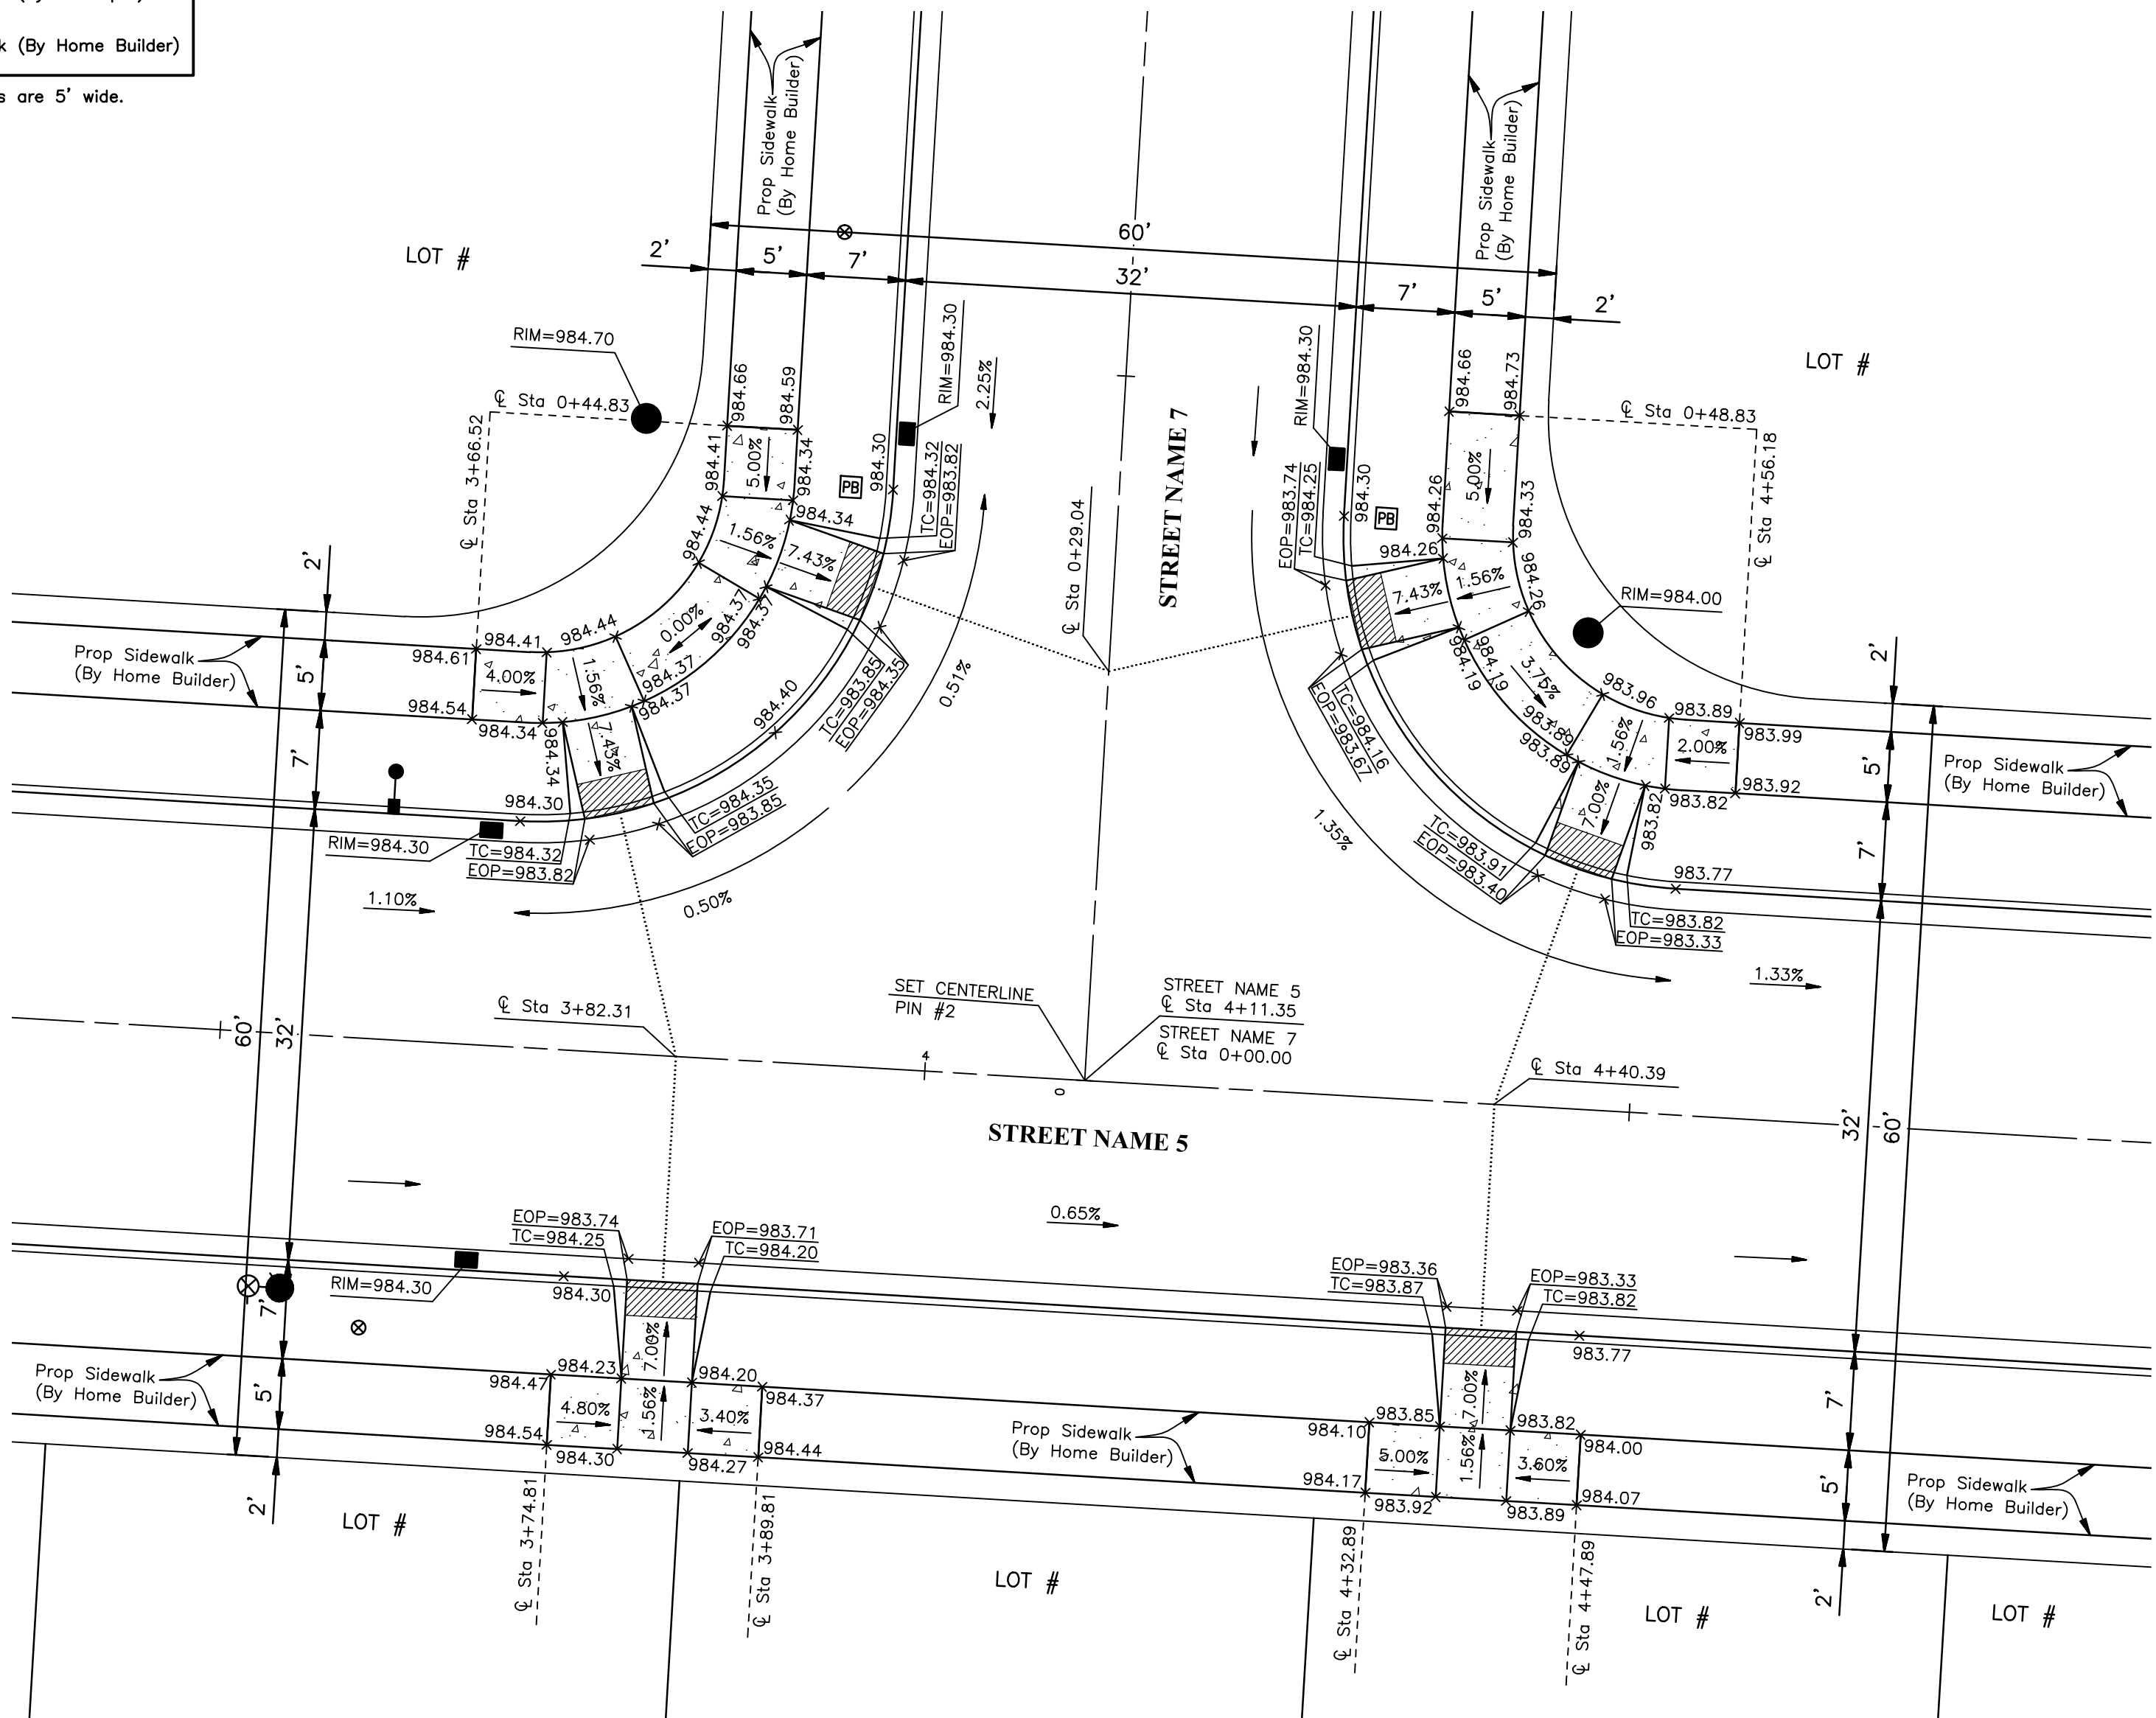 k (By Home Builder)
s are 5' wide.
Prop Sidewalk
(By Home Builder)
Prop Sidewalk
(By Home Builder)
LOT #
2'
5'
7'
60'
32'
7'
5'
2'
LOT #
RIM=984.70
℄ Sta 0+44.83
℄ Sta 3+66.52
984.66
984.59
984.41
5.00%
984.34
984.30
RIM=984.30
2.25%
TC=984.32
EOP=983.82
PB
984.44
1.56%
984.34
7.43%
984.37
984.37
0.00%
984.37
984.37
984.44
984.41
984.61
4.00%
984.54
984.34
984.34
1.56%
7.43%
984.40
TC=983.85
EOP=984.35
0.51%
2'
5'
7'
Prop Sidewalk
(By Home Builder)
984.30
TC=984.35
EOP=983.85
RIM=984.30
TC=984.32
EOP=983.82
1.10%
0.50%
STREET NAME 7
℄ Sta 0+29.04
RIM=984.30
EOP=983.74
TC=984.25
984.30
PB
984.66
984.73
5.00%
984.26
984.33
℄ Sta 0+48.83
℄ Sta 4+56.18
984.26
7.43%
1.56%
984.26
RIM=984.00
984.19
984.19
3.75%
983.89
983.89
983.96
983.89
983.99
1.56%
2.00%
983.82
983.92
7.00%
983.82
TC=984.16
EOP=983.67
1.35%
TC=983.91
EOP=983.40
983.77
TC=983.82
EOP=983.33
1.33%
2'
5'
7'
Prop Sidewalk
(By Home Builder)
60'
32'
℄ Sta 3+82.31
SET CENTERLINE
PIN #2
STREET NAME 5
℄ Sta 4+11.35
STREET NAME 7
℄ Sta 0+00.00
4
0
℄ Sta 4+40.39
32'
60'
STREET NAME 5
0.65%
EOP=983.74
TC=984.25
EOP=983.71
TC=984.20
RIM=984.30
984.30
7'
5'
2'
Prop Sidewalk
(By Home Builder)
984.23
984.47
7.00%
984.20
984.37
4.80%
1.56%
3.40%
984.54
984.30
984.27
984.44
℄ Sta 3+74.81
℄ Sta 3+89.81
LOT #
Prop Sidewalk
(By Home Builder)
EOP=983.36
TC=983.87
EOP=983.33
TC=983.82
983.77
983.85
984.10
7.00%
983.82
984.00
5.00%
1.56%
3.60%
984.17
983.92
983.89
984.07
℄ Sta 4+32.89
℄ Sta 4+47.89
LOT #
7'
5'
2'
Prop Sidewalk
(By Home Builder)
LOT #
LOT #